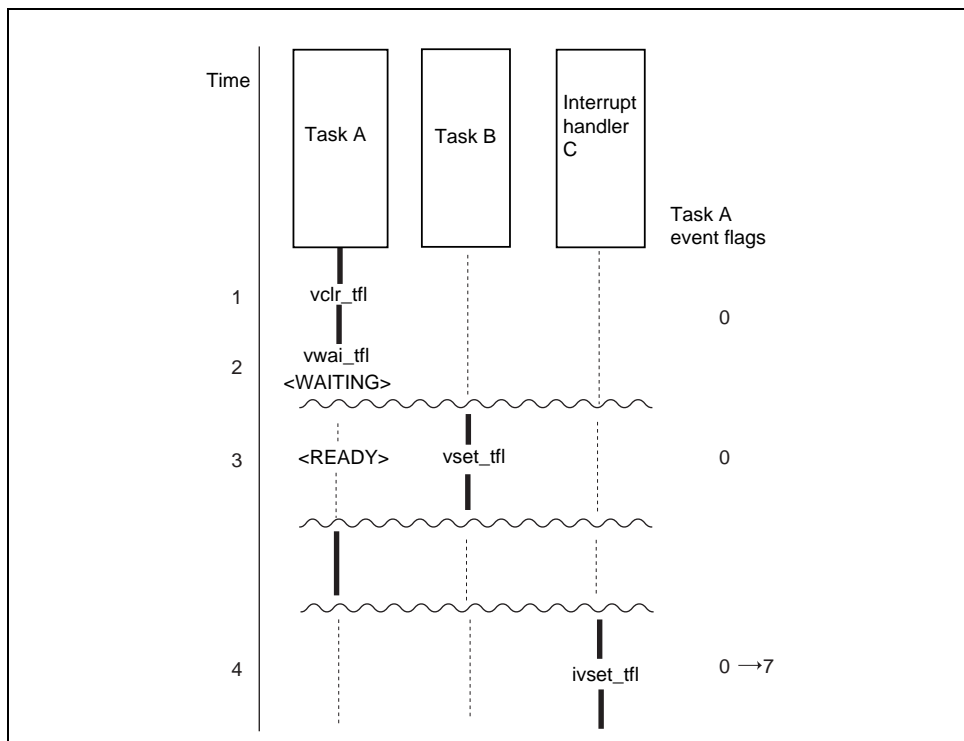 Time
Task A
Task B
Interrupt
handler
C
Task A
event flags
1
vclr_tfl
0
2
vwai_tfl
<WAITING>
3
<READY>
vset_tfl
0
4
ivset_tfl
0 →7